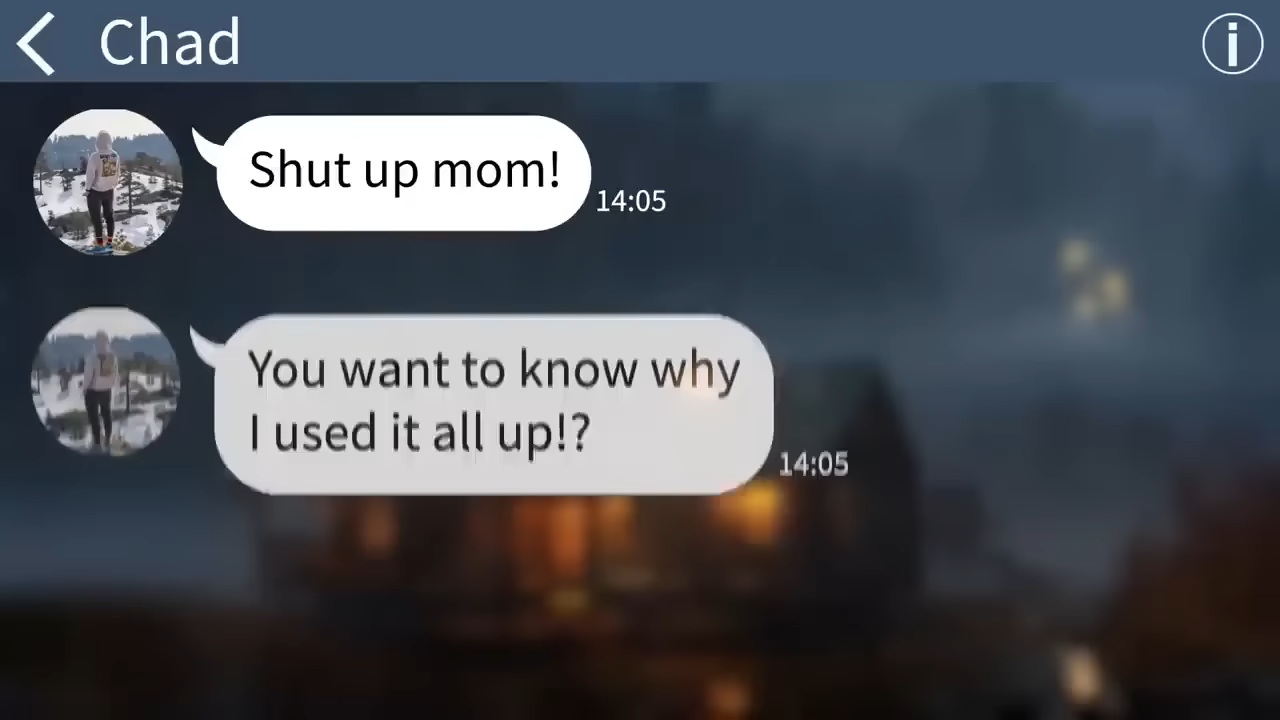 Chad
Shut up mom!
14:05
You want to know why
I used it all up!?
14:05